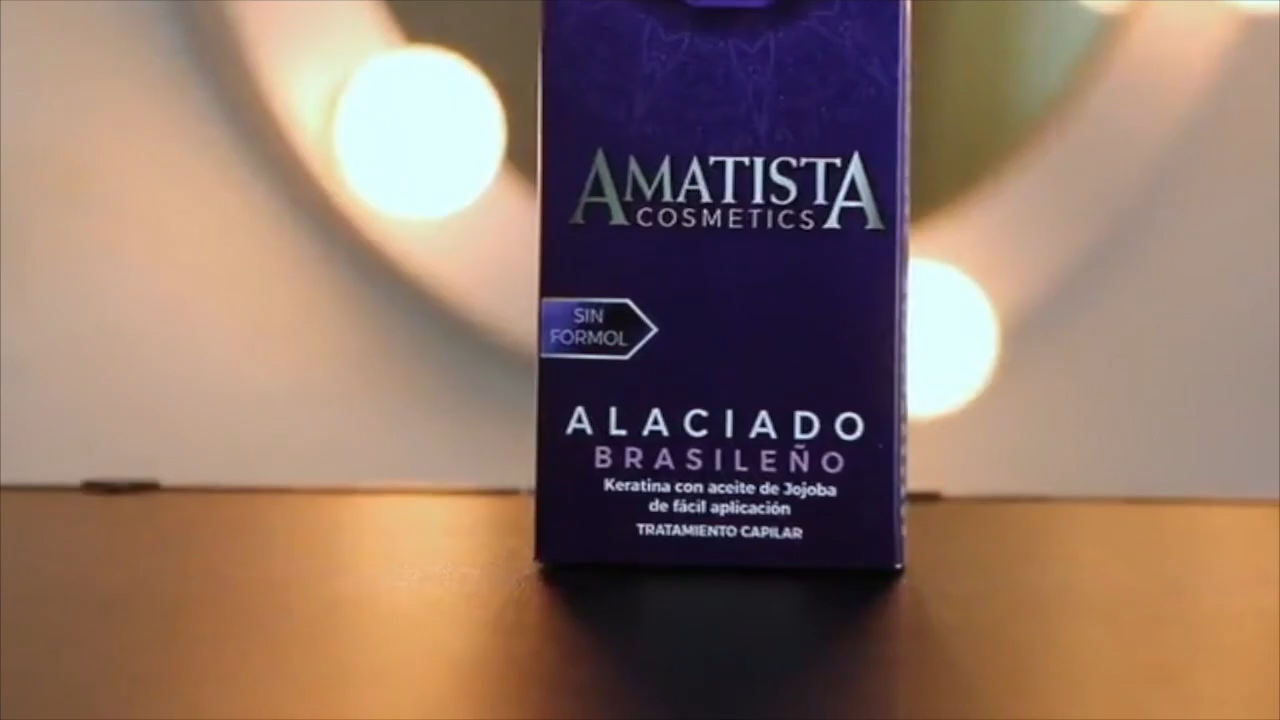 AMATISTA
COSMETICS
SIN
FORMOL
ALACIADO
BRASILEÑO
Keratina con aceite de Jojoba
de fácil aplicación
TRATAMIENTO CAPILAR